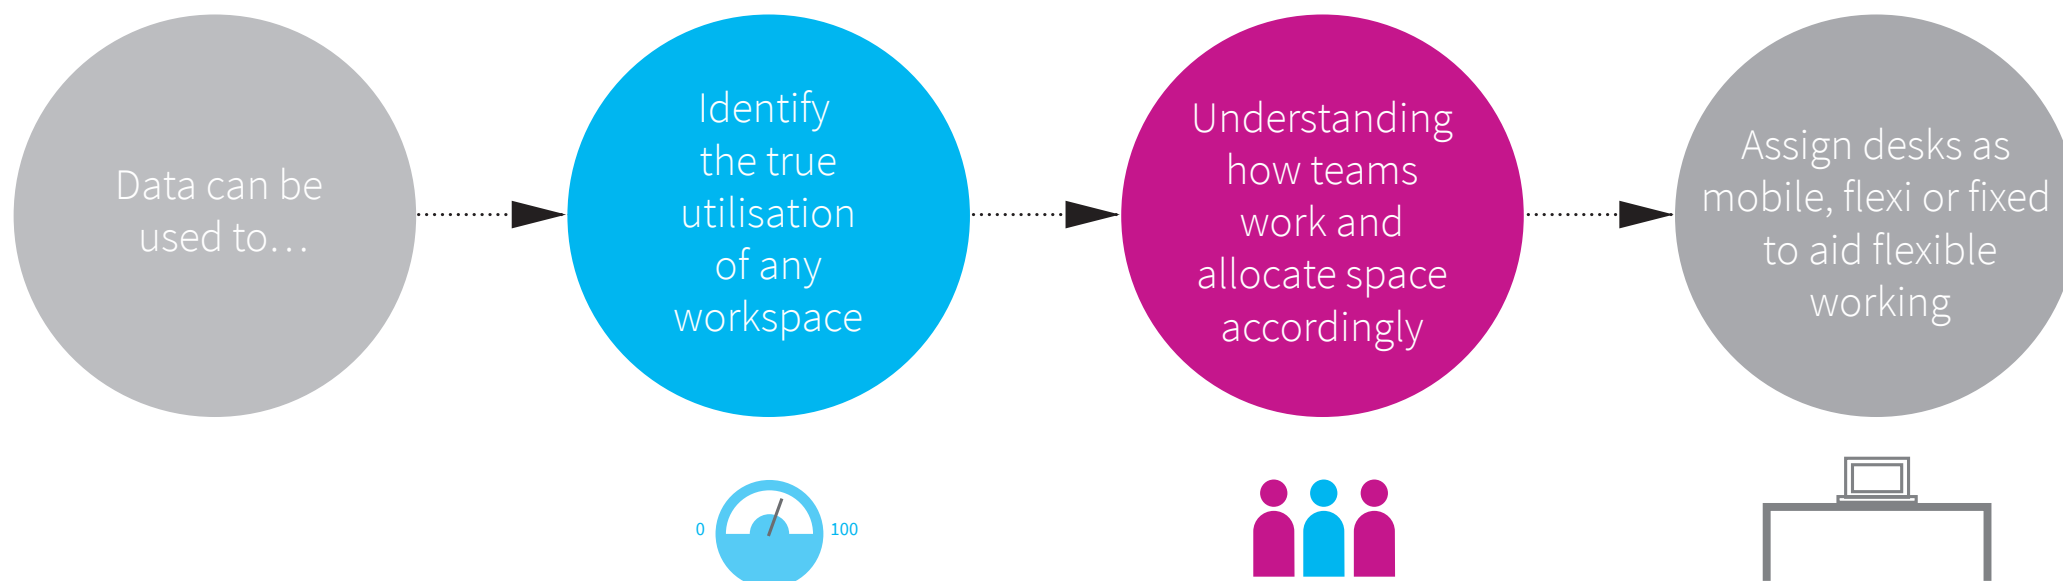 Data can be
used to…
Identify
the true
utilisation
of any
workspace
Understanding
how teams
work and
allocate space
accordingly
Assign desks as
mobile, flexi or fixed
to aid flexible
working
0
100